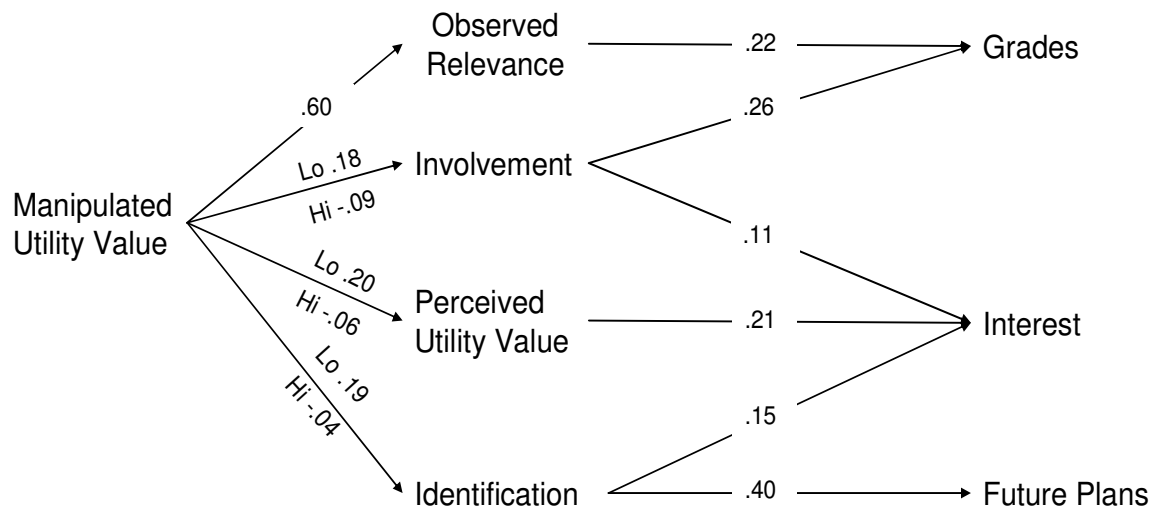 Observed
Relevance
.22
Grades
.60
.26
Lo .18
Involvement
Hi -.09
Manipulated
Utility Value
.11
Lo .20
Hi -.06
Perceived
Utility Value
.21
Interest
Lo .19
Hi -.04
.15
Identification
.40
Future Plans